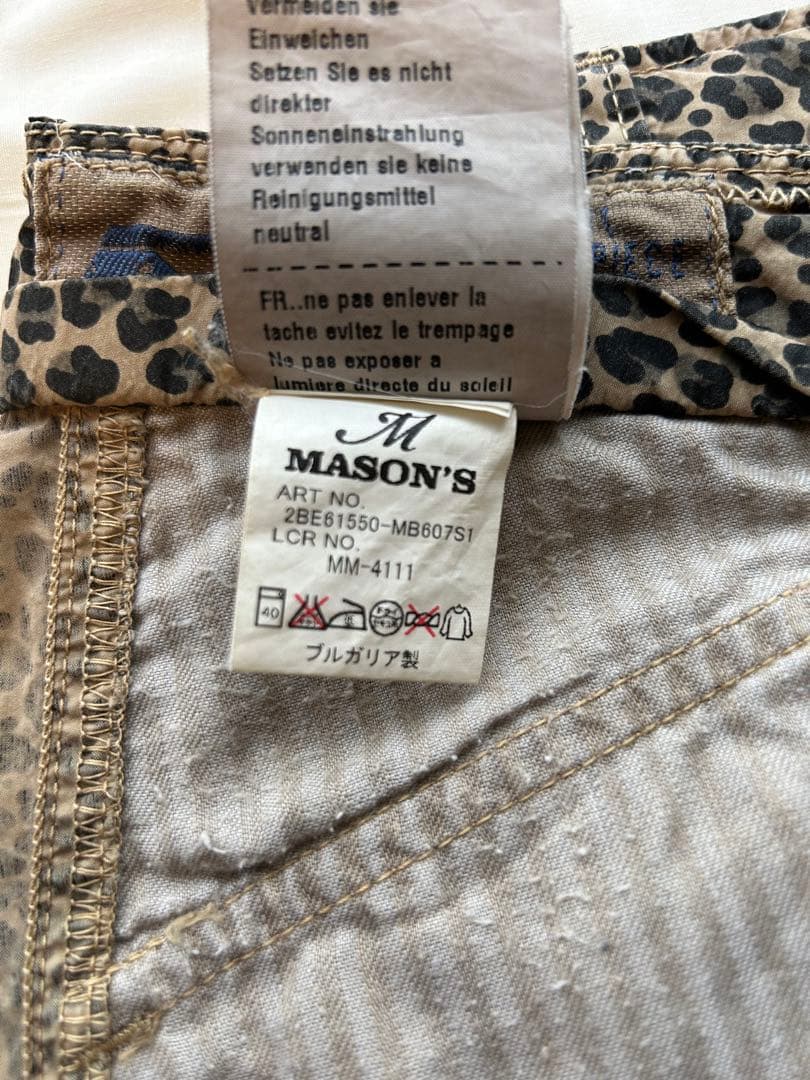 vermeiden sie
Einweichen
Setzen Sie es nicht
direkter
Sonneneinstrahlung
verwenden sie keine
Reinigungsmittel
neutral
FR..ne pas enlever la
tache evitez le trempage
Ne pas exposer a
lumiere directe du soleil
M
MASON'S
ART NO.
2BE61550-MB607S1
LCR NO.
MM-4111
40
ブルガリア製